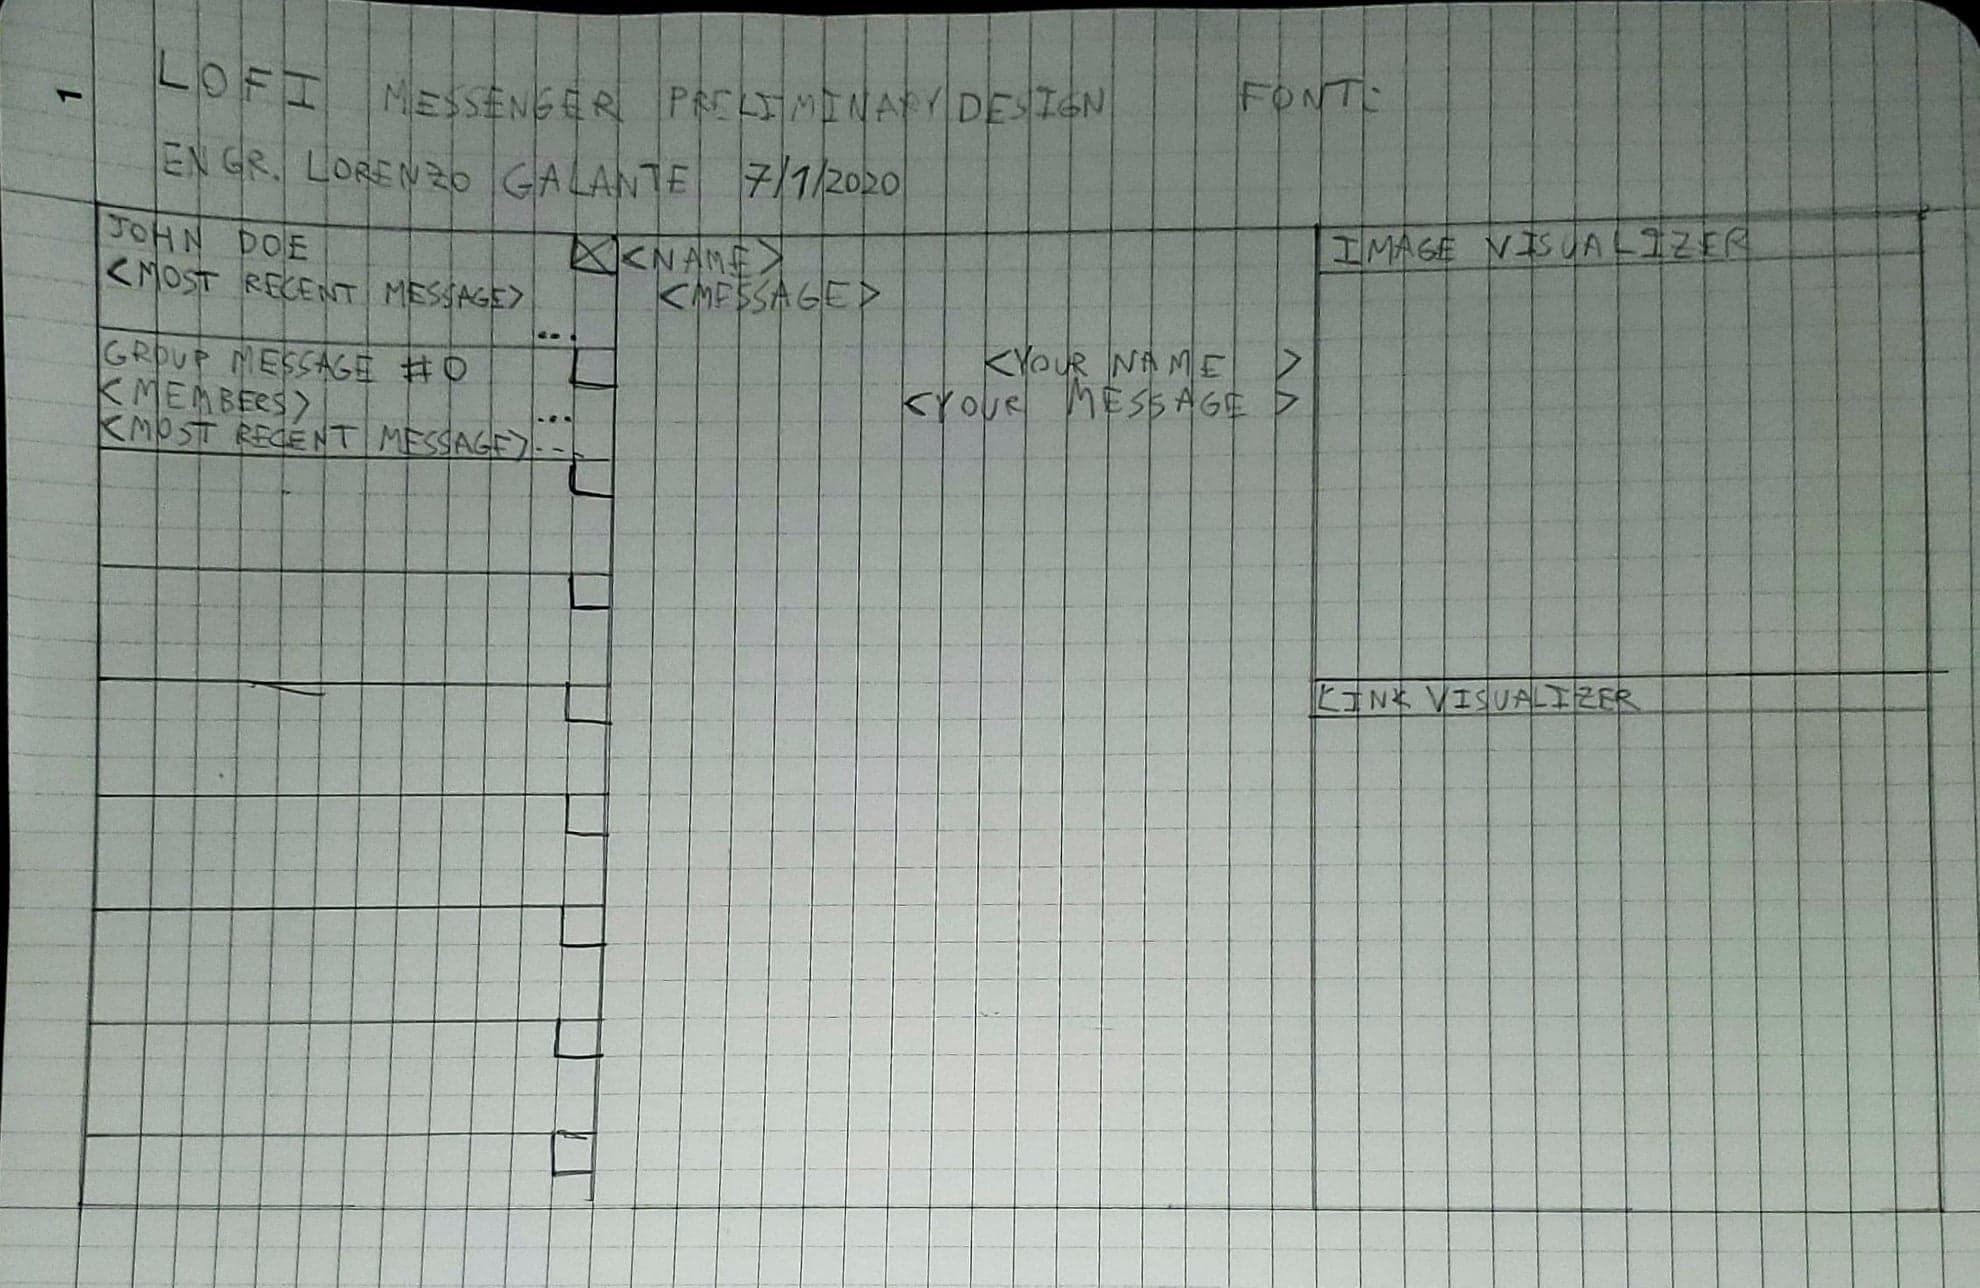 LOFI MESSENGER PRELIMINARY DESIGN FONT:
ENGR. LORENZO GALANTE 7/1/2020
JOHN DOE
<MOST RECENT MESSAGE>
...
GROUP MESSAGE #0
<MEMBERS>
...
<MOST RECENT MESSAGE>...
<NAME>
<MESSAGE>
<YOUR NAME >
<YOUR MESSAGE >
IMAGE VISUALIZER
LINK VISUALIZER